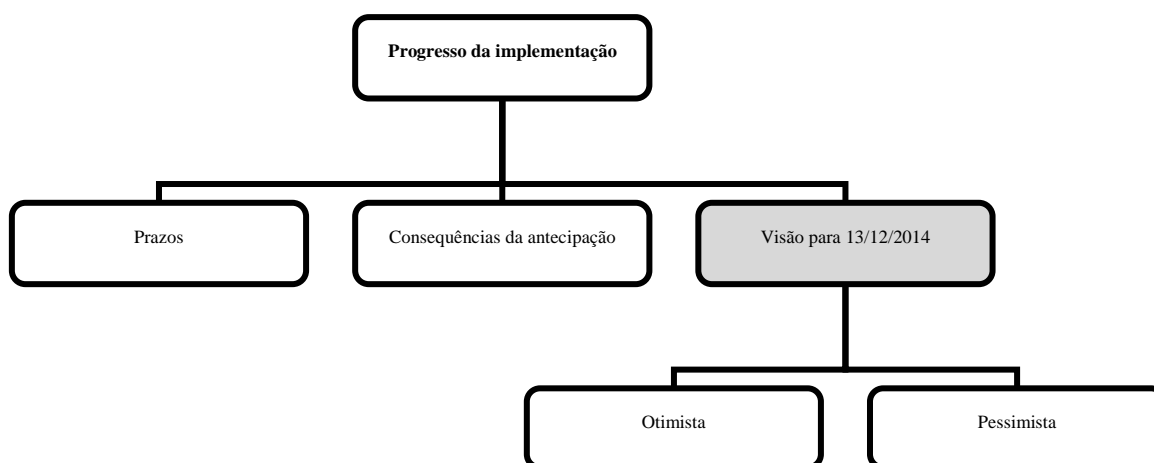 Progresso da implementação
Prazos
Consequências da antecipação
Visão para 13/12/2014
Otimista
Pessimista